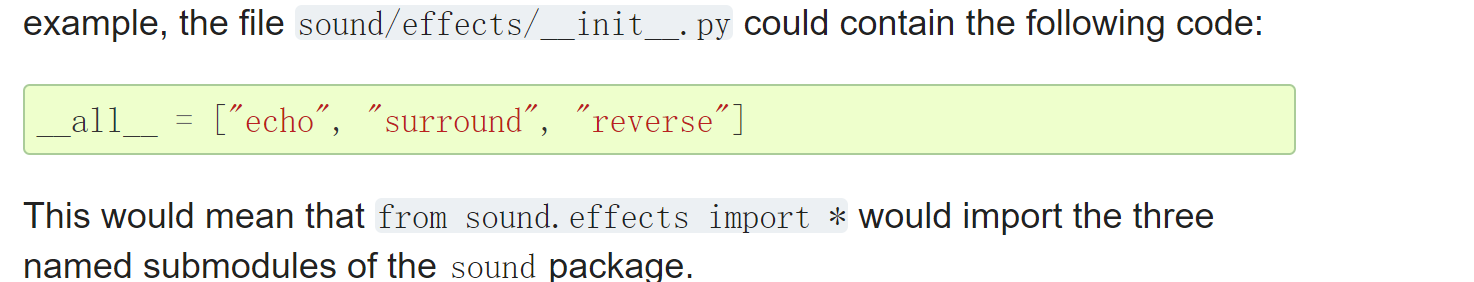 example, the file sound/effects/__init__.py could contain the following code:
__all__ = ["echo", "surround", "reverse"]
This would mean that from sound.effects import * would import the three
named submodules of the sound package.